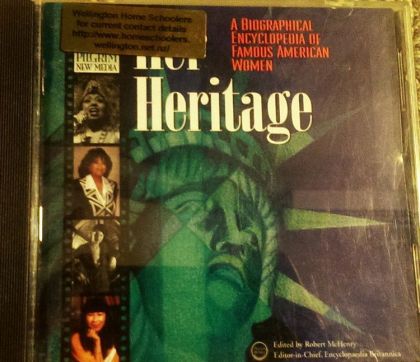 Wellington Home Schoolers
for current contact details
http://www.homeschoolers.
wellington.net.nz/
PILGRIM
NEW MEDIA
Her
Heritage
A BIOGRAPHICAL
ENCYCLOPEDIA OF
FAMOUS AMERICAN
WOMEN
Edited by Robert McHenry
Editor-in-Chief, Encyclopaedia Britannica